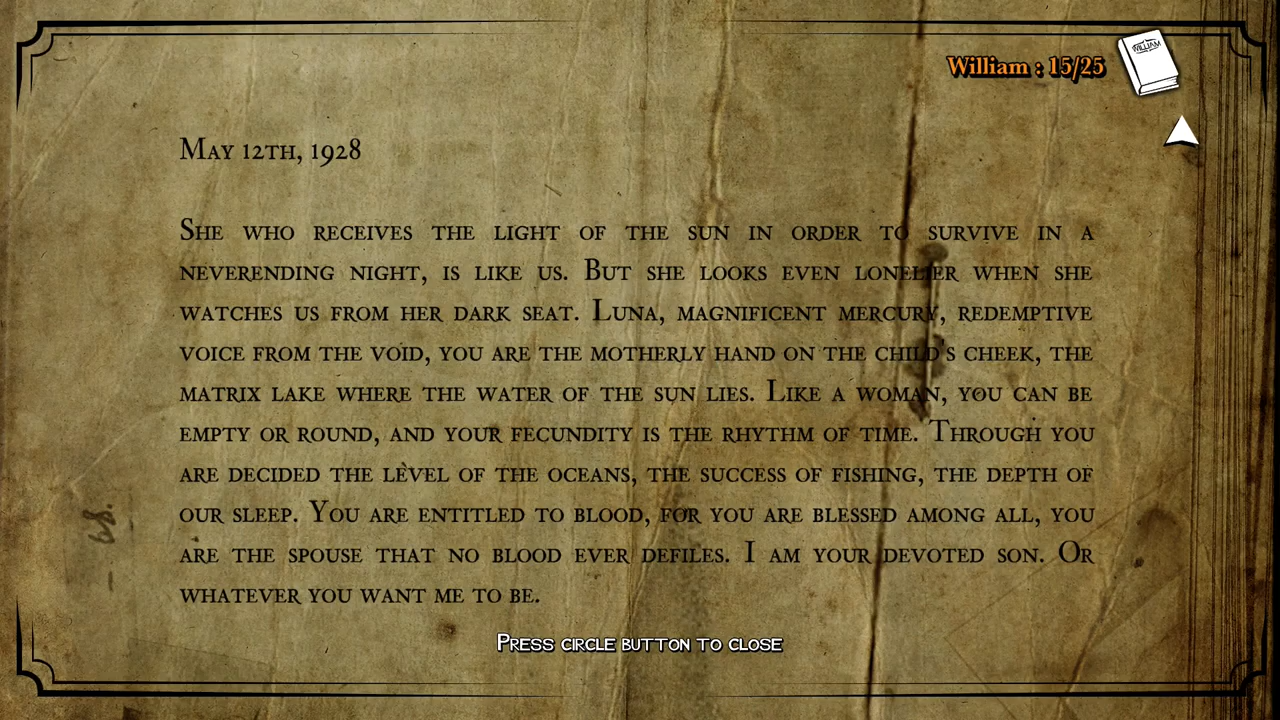 William : 15/25
WILLIAM
May 12th, 1928
She who receives the light of the sun in order to survive in a
neverending night, is like us. But she looks even lonelier when she
watches us from her dark seat. Luna, magnificent mercury, redemptive
voice from the void, you are the motherly hand on the child's cheek, the
matrix lake where the water of the sun lies. Like a woman, you can be
empty or round, and your fecundity is the rhythm of time. Through you
are decided the level of the oceans, the success of fishing, the depth of
our sleep. You are entitled to blood, for you are blessed among all, you
are the spouse that no blood ever defiles. I am your devoted son. Or
whatever you want me to be.
Press circle button to close